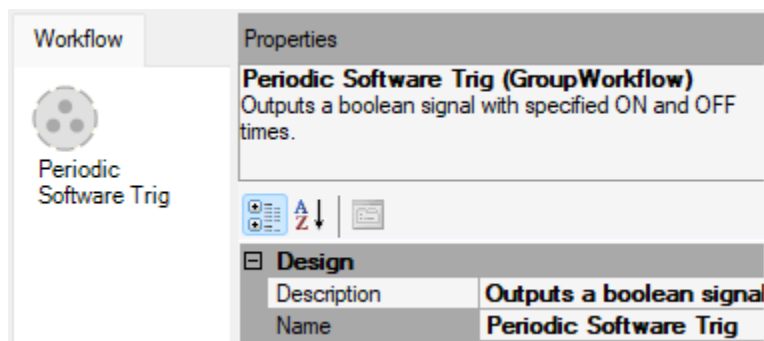 Workflow
Periodic
Software Trig
Properties
Periodic Software Trig (GroupWorkflow)
Outputs a boolean signal with specified ON and OFF
times.
A
Z
Design
Description Outputs a boolean signal
Name Periodic Software Trig